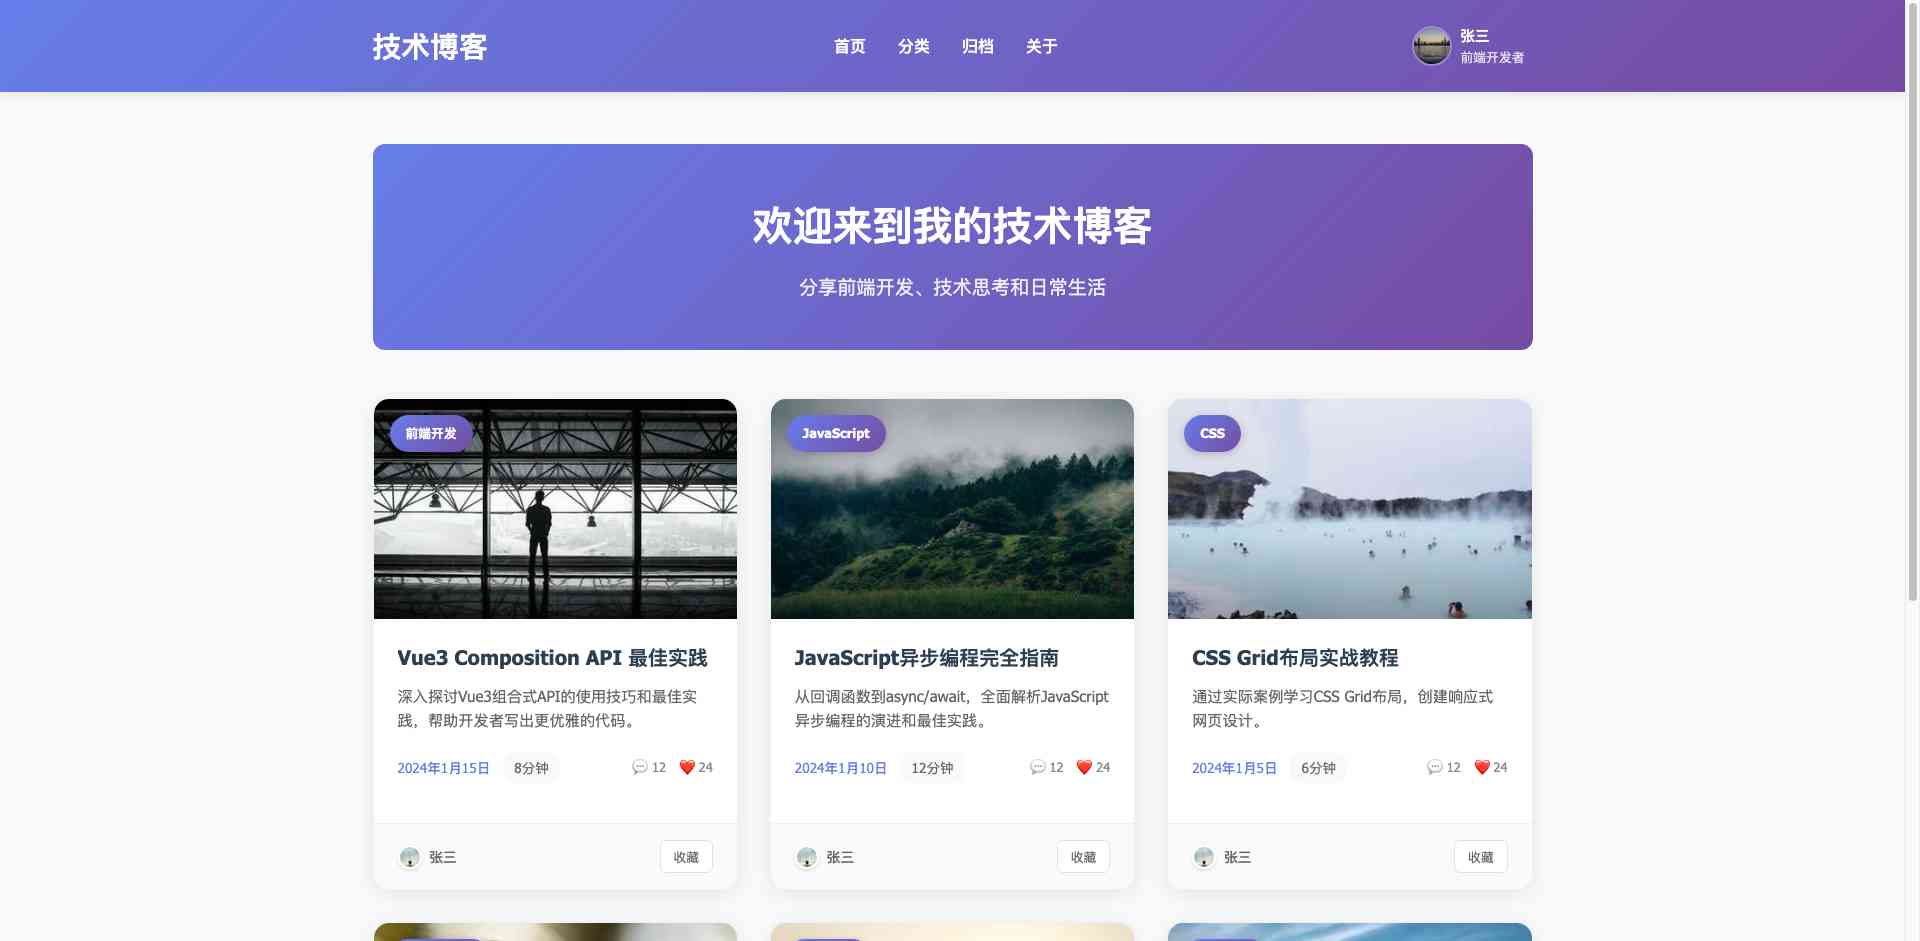 技术博客
首页 分类 归档 关于
张三
前端开发者
欢迎来到我的技术博客
分享前端开发、技术思考和日常生活
前端开发
Vue3 Composition API 最佳实践
深入探讨Vue3组合式API的使用技巧和最佳实
践，帮助开发者写出更优雅的代码。
2024年1月15日 8分钟 12 24
张三 收藏
JavaScript
JavaScript异步编程完全指南
从回调函数到async/await，全面解析JavaScript
异步编程的演进和最佳实践。
2024年1月10日 12分钟 12 24
张三 收藏
CSS
CSS Grid布局实战教程
通过实际案例学习CSS Grid布局，创建响应式
网页设计。
2024年1月5日 6分钟 12 24
张三 收藏